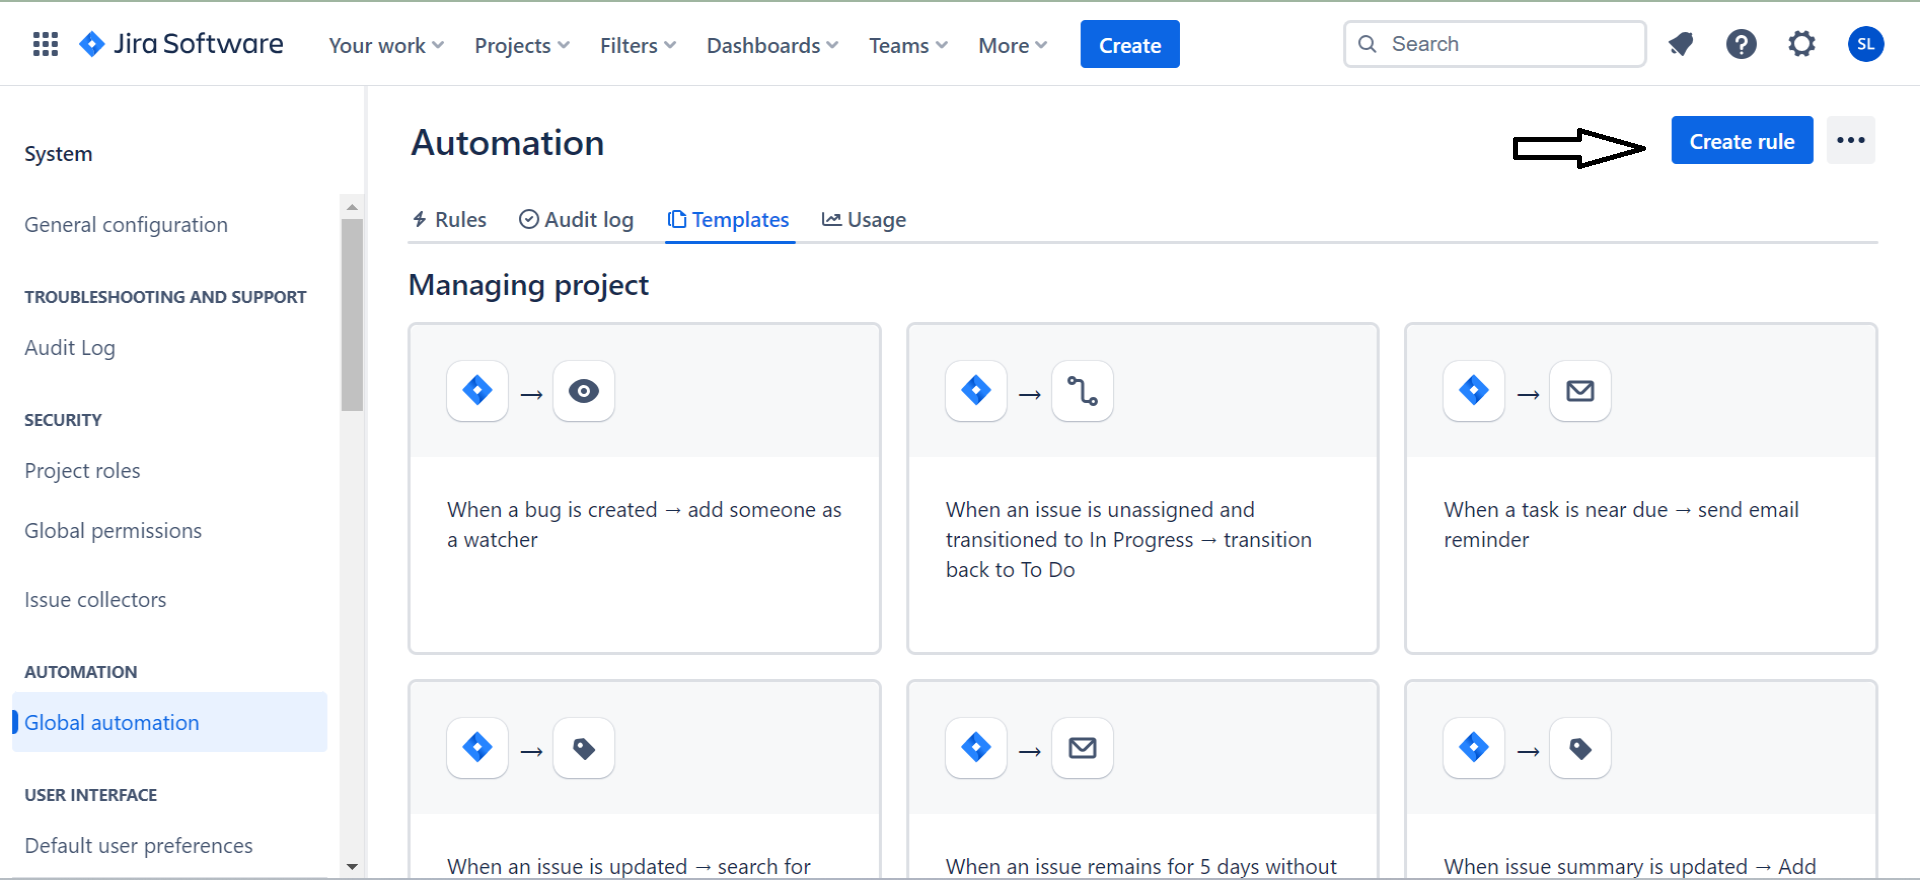 Jira Software Your work Projects Filters Dashboards Teams More Create Search ? SL
System
General configuration
TROUBLESHOOTING AND SUPPORT
Audit Log
SECURITY
Project roles
Global permissions
Issue collectors
AUTOMATION
Global automation
USER INTERFACE
Default user preferences
Automation
Create rule
Rules Audit log Templates Usage
Managing project
When a bug is created → add someone as
a watcher
When an issue is unassigned and
transitioned to In Progress → transition
back to To Do
When a task is near due → send email
reminder
When an issue is updated → search for
When an issue remains for 5 days without
When issue summary is updated → Add